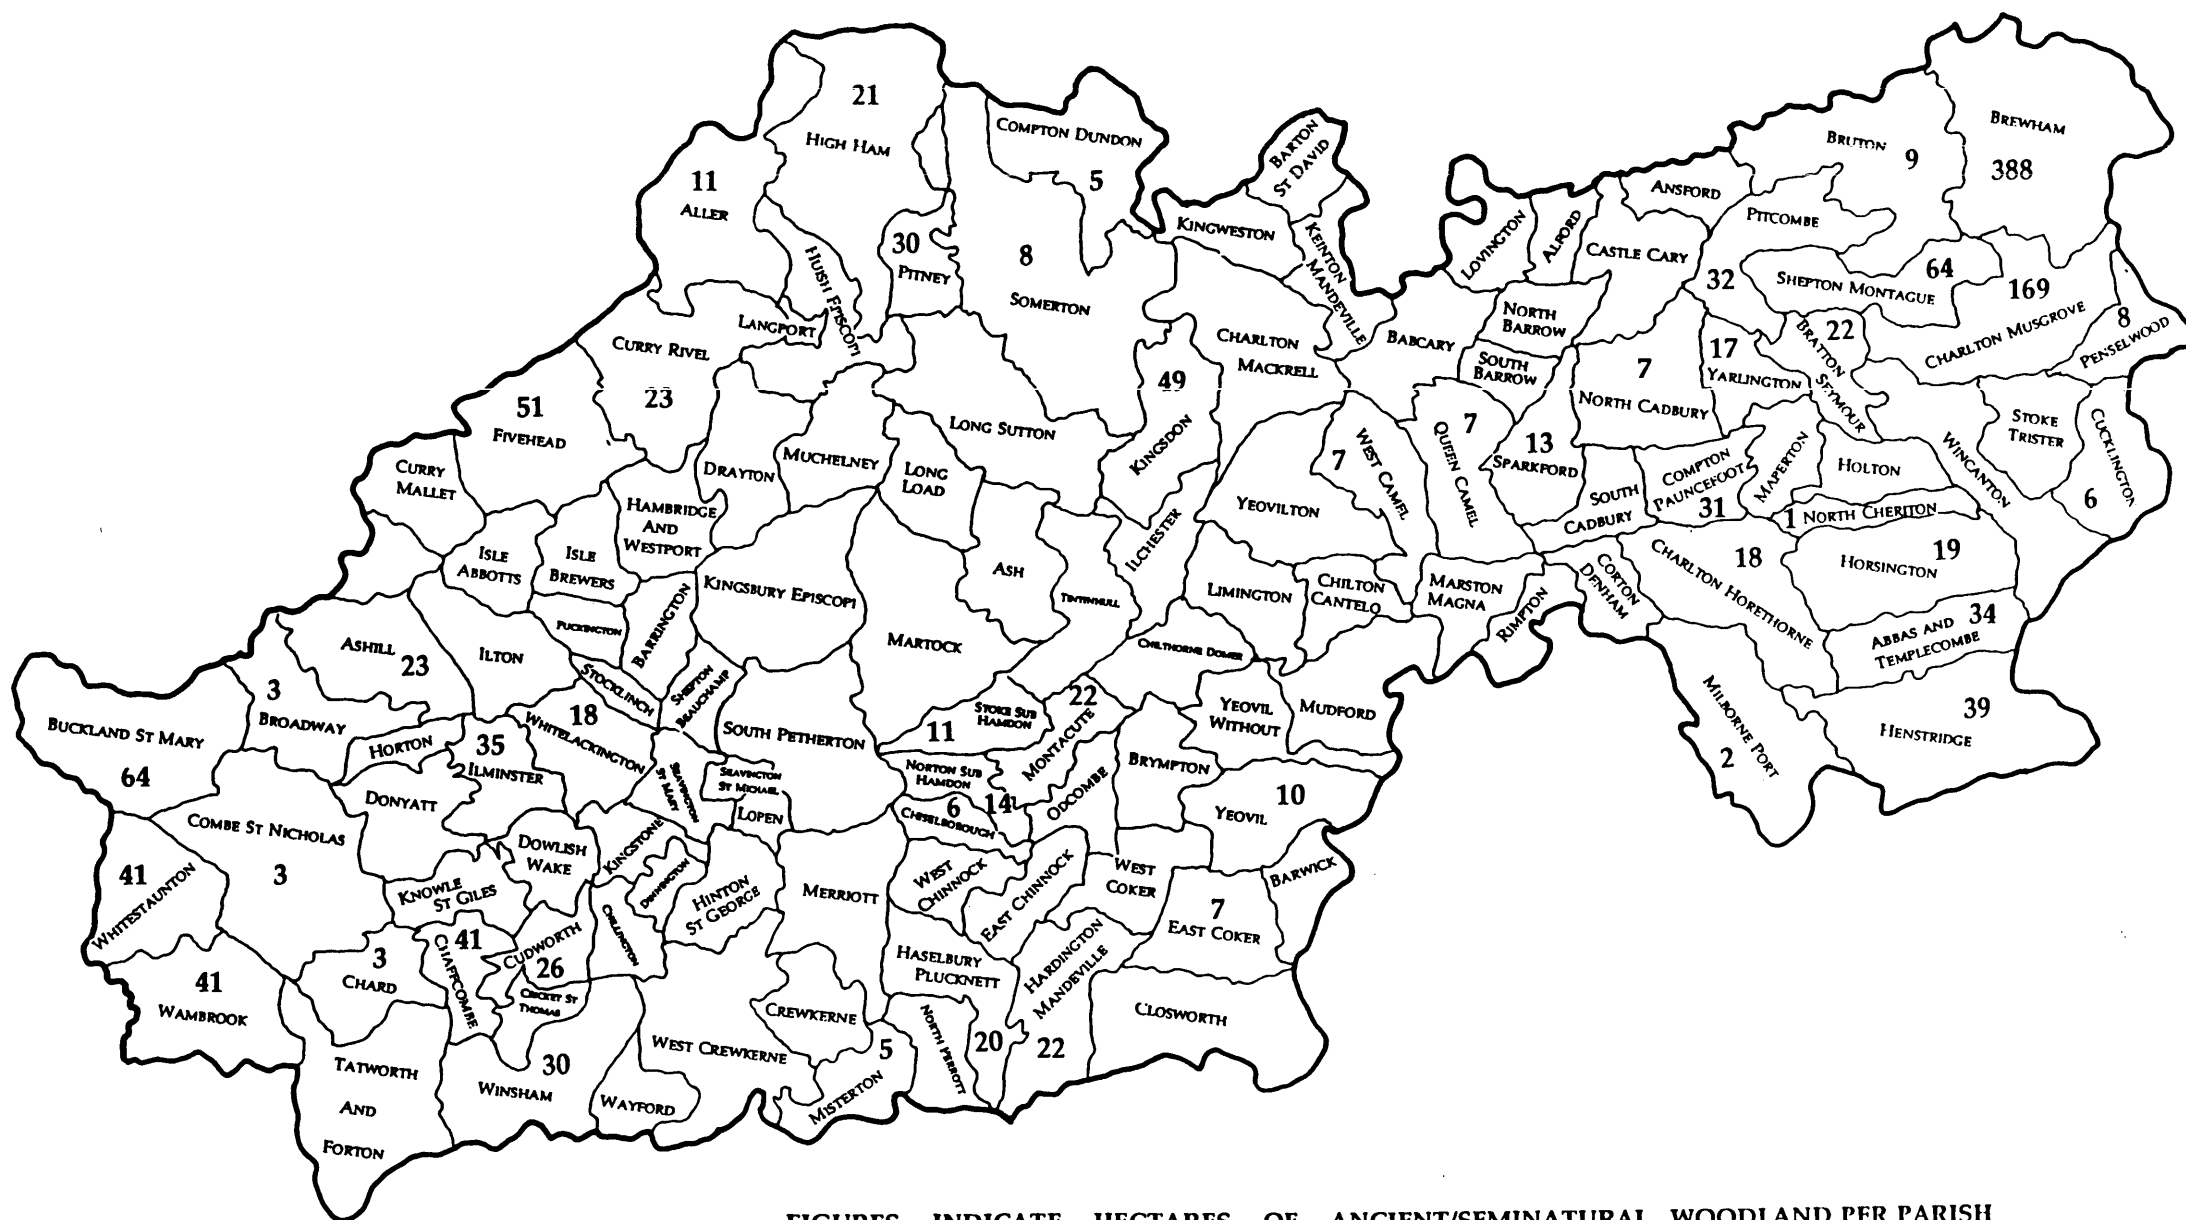 21
HIGH HAM
COMPTON DUNDON
5
11
ALLER
HUISH EPISCOPI
30
PITNEY
8
SOMERTON
BARTON
ST DAVID
KINGWESTON
KEINTON
MANDEVILLE
LOVINGTON
ALFORD
ANSFORD
CASTLE CARY
PITCOMBE
32
BRUTON
9
BREWHAM
388
SHEPTON MONTAGUE
64
169
CHARLTON MUSGROVE
8
PENSELWOOD
LANGPORT
CURRY RIVEL
23
51
FIVEHEAD
CURRY
MALLET
DRAYTON
MUCHELNEY
LONG
LOAD
LONG SUTTON
49
KINGSDON
CHARLTON
MACKRELL
BABCARY
NORTH
BARROW
SOUTH
BARROW
7
NORTH CADBURY
17
YARLINGTON
BRATTON
SEYMOUR
22
STOKE
TRISTER
CUCKLINGTON
6
WINCANTON
HOLTON
MAPERTON
1
NORTH CHERITON
COMPTON
PAUNCEFOOT
31
SOUTH
CADBURY
13
SPARKFORD
7
QUEEN CAMEL
7
WEST CAMEL
YEOVILTON
ILCHESTER
HAMBRIDGE
AND
WESTPORT
ISLE
ABBOTTS
ISLE
BREWERS
PUCKINGTON
BARRINGTON
KINGSBURY EPISCOPI
ASH
TINTINHULL
MARTOCK
LIMINGTON
CHILTON
CANTELO
MARSTON
MAGNA
RIMPTON
CORTON
DENHAM
18
CHARLTON HORETHORNE
19
HORSINGTON
34
ABBAS AND
TEMPLECOMBE
39
HENSTRIDGE
MILBORNE PORT
2
ASHILL
23
ILTON
STOCKLINCH
SHEPTON
BEAUCHAMP
SOUTH PETHERTON
CHILTHORNE DOMER
YEOVIL
WITHOUT
MUDFORD
3
BROADWAY
BUCKLAND ST MARY
64
HORTON
35
ILMINSTER
18
WHITELACKINGTON
SEAVINGTON
ST MARY
SEAVINGTON
ST MICHAEL
LOPEN
11
STOKE SUB
HAMDON
22
MONTACUTE
NORTON SUB
HAMDON
14
6
CHISELBOROUGH
ODCOMBE
BRYMPTON
10
YEOVIL
BARWICK
DONYATT
COMBE ST NICHOLAS
3
41
WHITESTAUNTON
DOWLISH
WAKE
KINGSTONE
DINNINGTON
HINTON
ST GEORGE
MERRIOTT
WEST
CHINNOCK
EAST CHINNOCK
WEST
COKER
7
EAST COKER
KNOWLE
ST GILES
CHILLINGTON
CUDWORTH
26
41
CHAFFCOMBE
3
CHARD
41
WAMBROOK
CRICKET ST
THOMAS
HASELBURY
PLUCKNETT
HARDINGTON
MANDEVILLE
22
CLOSWORTH
CREWKERNE
WEST CREWKERNE
5
MISTERTON
NORTH PERROTT
20
TATWORTH
AND
FORTON
30
WINSHAM
WAYFORD
FIGURES INDICATE HECTARES OF ANCIENT/SEMINATURAL WOODLAND PER PARISH